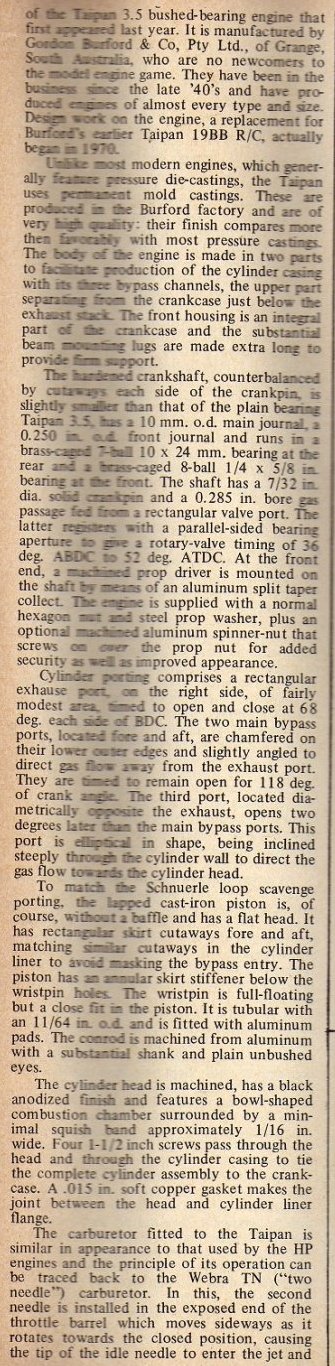 of the Taipan 3.5 bushed-bearing engine that
first appeared last year. It is manufactured by
Gordon Burford & Co, Pty Ltd., of Grange,
South Australia, who are no newcomers to
the model engine game. They have been in the
business since the late '40's and have pro-
duced engines of almost every type and size.
Design work on the engine, a replacement for
Burford's earlier Taipan 19BB R/C, actually
began in 1970.
Unlike most modern engines, which gener-
ally feature pressure die-castings, the Taipan
uses permanent mold castings. These are
produced in the Burford factory and are of
very high quality: their finish compares more
then favorably with most pressure castings.
The body of the engine is made in two parts
to facilitate production of the cylinder casing
with its three bypass channels, the upper part
separating from the crankcase just below the
exhaust stack. The front housing is an integral
part of the crankcase and the substantial
beam mounting lugs are made extra long to
provide firm support.
The hardened crankshaft, counterbalanced
by cutaways each side of the crankpin, is
slightly smaller than that of the plain bearing
Taipan 3.5, has a 10 mm. o.d. main journal, a
0.250 in. o.d. front journal and runs in a
brass-caged 7-ball 10 x 24 mm. bearing at the
rear and a brass-caged 8-ball 1/4 x 5/8 in.
bearing at the front. The shaft has a 7/32 in.
dia. solid crankpin and a 0.285 in. bore gas
passage fed from a rectangular valve port. The
latter registers with a parallel-sided bearing
aperture to give a rotary-valve timing of 36
deg. ABDC to 52 deg. ATDC. At the front
end, a machined prop driver is mounted on
the shaft by means of an aluminum split taper
collect. The engine is supplied with a normal
hexagon nut and steel prop washer, plus an
optional machined aluminum spinner-nut that
screws on over the prop nut for added
security as well as improved appearance.
Cylinder porting comprises a rectangular
exhause port, on the right side, of fairly
modest area, timed to open and close at 68
deg. each side of BDC. The two main bypass
ports, located fore and aft, are chamfered on
their lower outer edges and slightly angled to
direct gas flow away from the exhaust port.
They are timed to remain open for 118 deg.
of crank angle. The third port, located dia-
metrically opposite the exhaust, opens two
degrees later than the main bypass ports. This
port is elliptical in shape, being inclined
steeply through the cylinder wall to direct the
gas flow towards the cylinder head.
To match the Schnuerle loop scavenge
porting, the lapped cast-iron piston is, of
course, without a baffle and has a flat head. It
has rectangular skirt cutaways fore and aft,
matching similar cutaways in the cylinder
liner to avoid masking the bypass entry. The
piston has an annular skirt stiffener below the
wristpin holes. The wristpin is full-floating
but a close fit in the piston. It is tubular with
an 11/64 in. o.d. and is fitted with aluminum
pads. The conrod is machined from aluminum
with a substantial shank and plain unbushed
eyes.
The cylinder head is machined, has a black
anodized finish and features a bowl-shaped
combustion chamber surrounded by a min-
imal squish band approximately 1/16 in.
wide. Four 1-1/2 inch screws pass through the
head and through the cylinder casing to tie
the complete cylinder assembly to the crank-
case. A .015 in. soft copper gasket makes the
joint between the head and cylinder liner
flange.
The carburetor fitted to the Taipan is
similar in appearance to that used by the HP
engines and the principle of its operation can
be traced back to the Webra TN ("two
needle") carburetor. In this, the second
needle is installed in the exposed end of the
throttle barrel which moves sideways as it
rotates towards the closed position, causing
the tip of the idle needle to enter the jet and